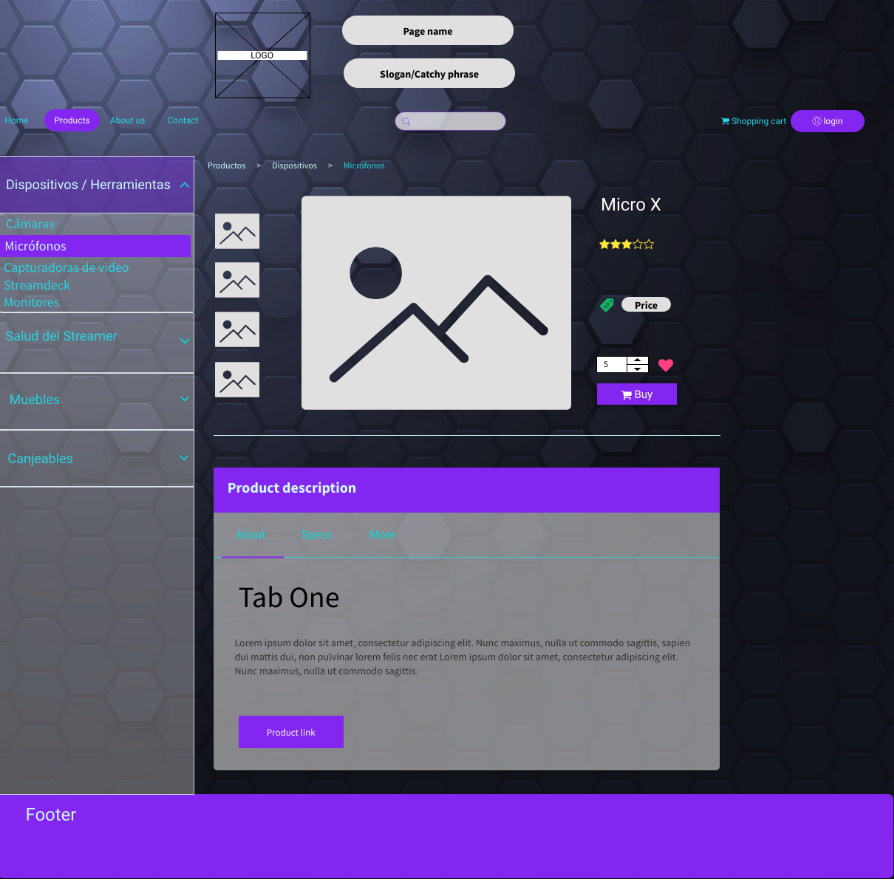 LOGO
Page name
Slogan/Catchy phrase
Home
Products
About us
Contact
Shopping cart
login
Productos > Dispositivos > Micrófonos
Dispositivos / Herramientas
Cámaras
Micrófonos
Capturadoras de video
Streamdeck
Monitores
Salud del Streamer
Muebles
Canjeables
Micro X
Price
5
Buy
Product description
About
Specs
More
Tab One
Lorem ipsum dolor sit amet, consectetur adipiscing elit. Nunc maximus, nulla ut commodo sagittis, sapien
dui mattis dui, non pulvinar lorem felis nec erat Lorem ipsum dolor sit amet, consectetur adipiscing elit.
Nunc maximus, nulla ut commodo sagittis.
Product link
Footer